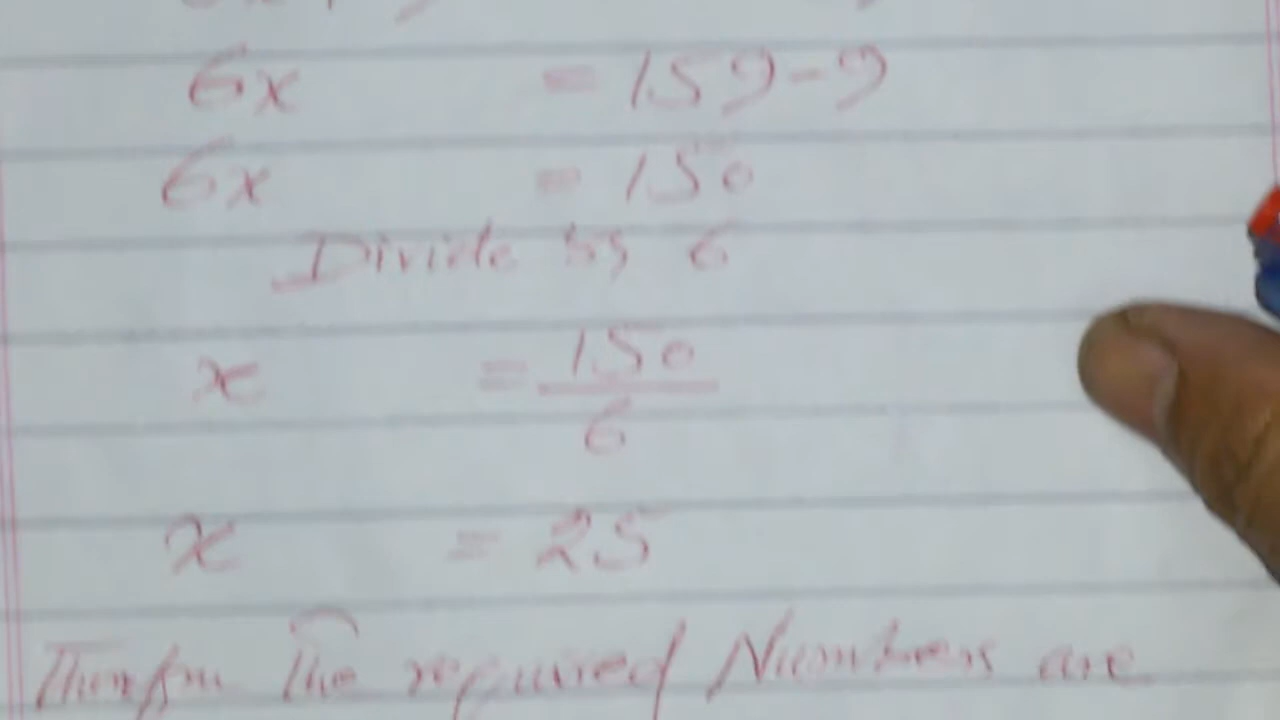 6x = 159-9
6x = 150
Divide by 6
x = 150
6
x = 25
Therefore The required Numbers are